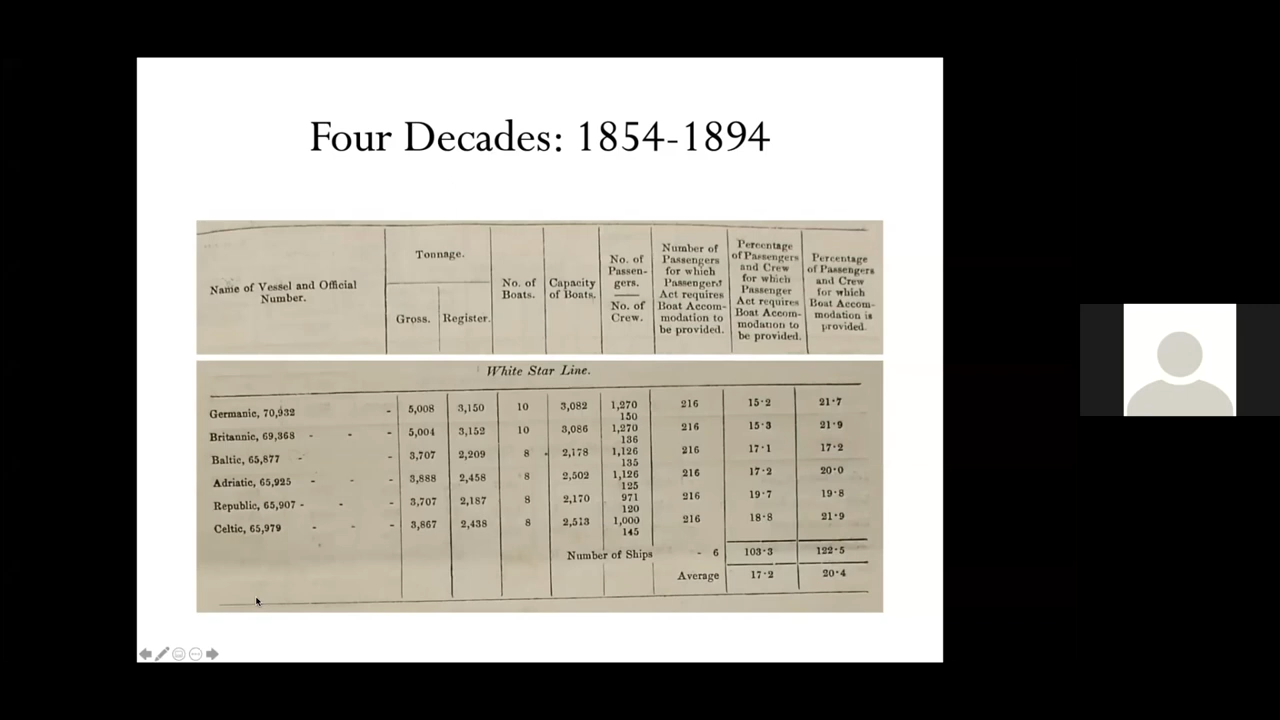 Four Decades: 1854-1894
Name of Vessel and Official Number.
Tonnage.
Gross.
Register.
No. of Boats.
Capacity of Boats.
No. of Passen-
gers.
No. of Crew.
Number of Passengers for which Passengers Act requires Boat Accom-
modation to be provided.
Percentage of Passengers and Crew for which Passenger Act requires Boat Accom-
modation to be provided.
Percentage of Passengers and Crew for which Boat Accom-
modation is provided.
White Star Line.
Germanic, 70,932 - 5,008 3,150 10 3,082 1,270 216 15·2 21·7
150
Britannic, 69,368 - - - 5,004 3,152 10 3,086 1,270 216 15·3 21·9
136
Baltic, 65,877 - - 3,707 2,209 8 2,178 1,126 216 17·1 17·2
135
Adriatic, 65,925 - - - 3,888 2,458 8 2,502 1,126 216 17·2 20·0
125
Republic, 65,907 - - - 3,707 2,187 8 2,170 971 216 19·7 19·8
120
Celtic, 65,979 - - - 3,867 2,438 8 2,513 1,000 216 18·8 21·9
145
Number of Ships - 6 103·3 122·5
Average 17·2 20·4